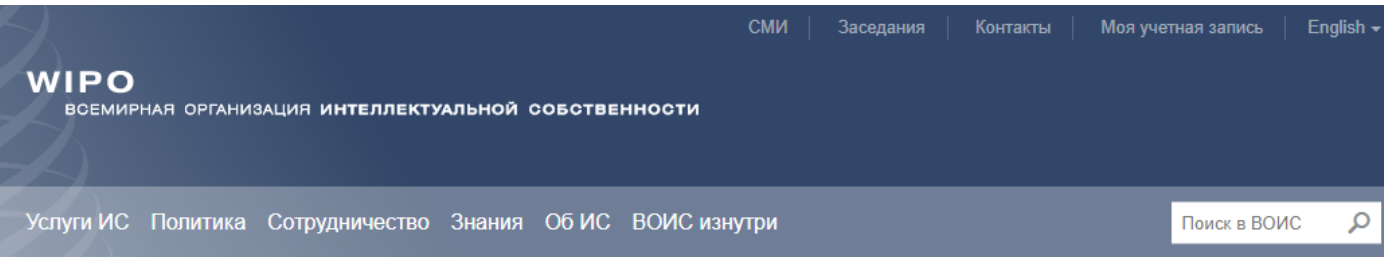 СМИ Заседания Контакты Моя учетная запись English
WIPO
ВСЕМИРНАЯ ОРГАНИЗАЦИЯ ИНТЕЛЛЕКТУАЛЬНОЙ СОБСТВЕННОСТИ
Услуги ИС Политика Сотрудничество Знания Об ИС ВОИС изнутри Поиск в ВОИС